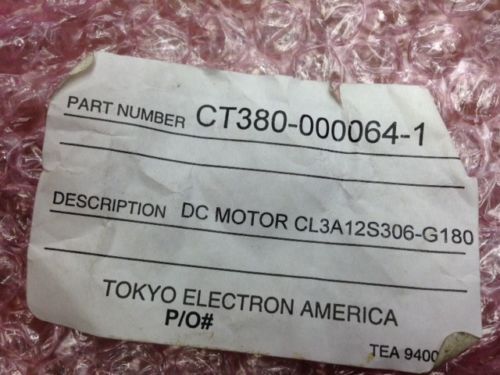 PART NUMBER CT380-000064-1
DESCRIPTION DC MOTOR CL3A12S306-G180
TOKYO ELECTRON AMERICA
P/O#
TEA 9400